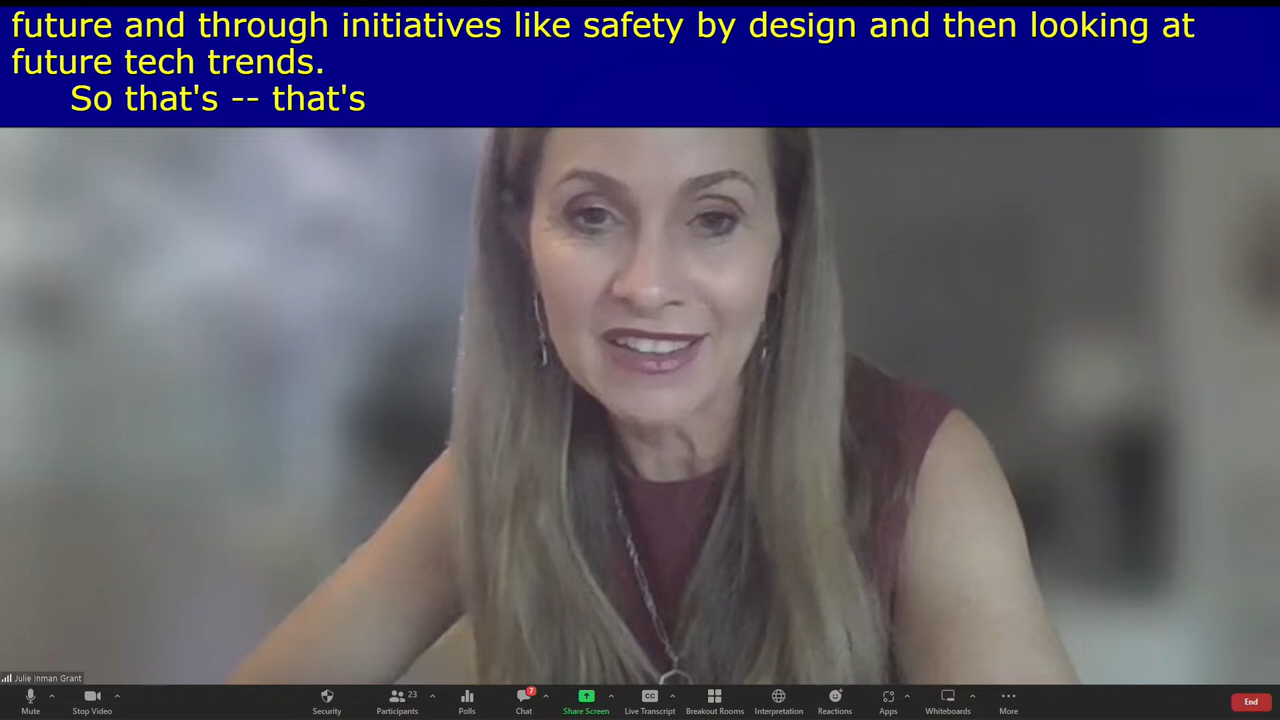 future and through initiatives like safety by design and then looking at
future tech trends.
So that's -- that's
Julie Inman Grant
Mute
Stop Video
Security
Participants
23
Polls
Chat
7
Share Screen
CC
Live Transcript
Breakout Rooms
Interpretation
Reactions
Apps
Whiteboards
More
End